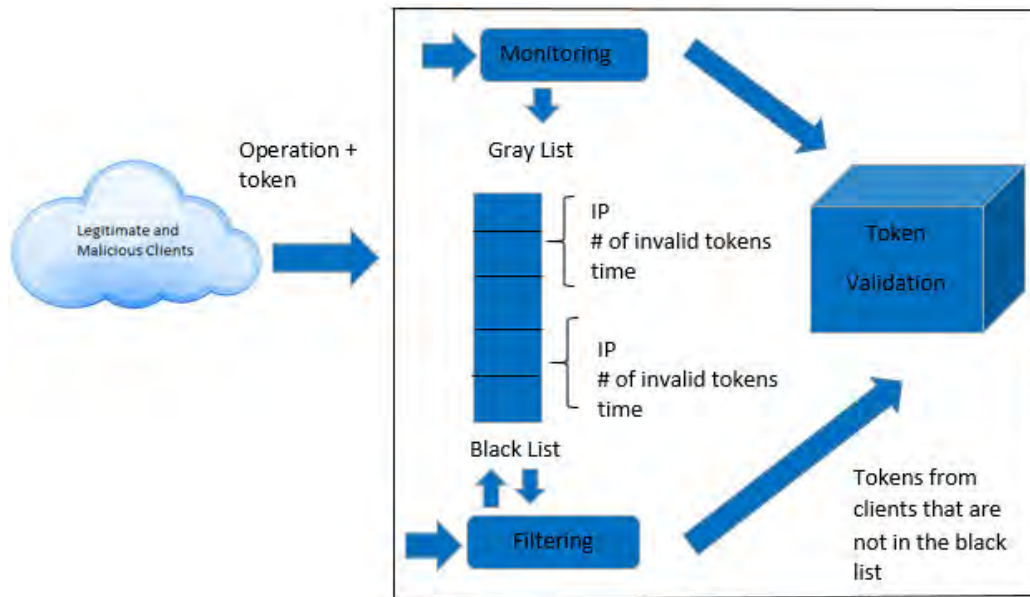 Monitoring
Operation +
token
Gray List
Legitimate and
Malicious Clients
IP
# of invalid tokens
time
Token
Validation
IP
# of invalid tokens
time
Black List
Filtering
Tokens from
clients that are
not in the black
list